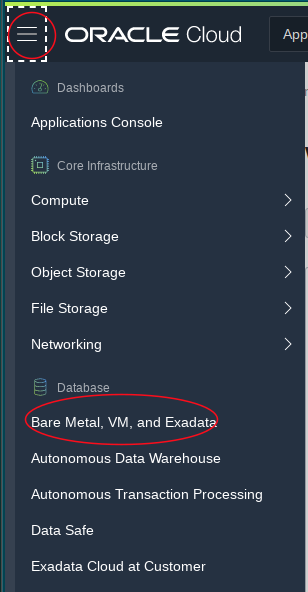 ORACLE Cloud
App
Dashboards
Applications Console
Core Infrastructure
Compute
Block Storage
Object Storage
File Storage
Networking
Database
Bare Metal, VM, and Exadata
Autonomous Data Warehouse
Autonomous Transaction Processing
Data Safe
Exadata Cloud at Customer